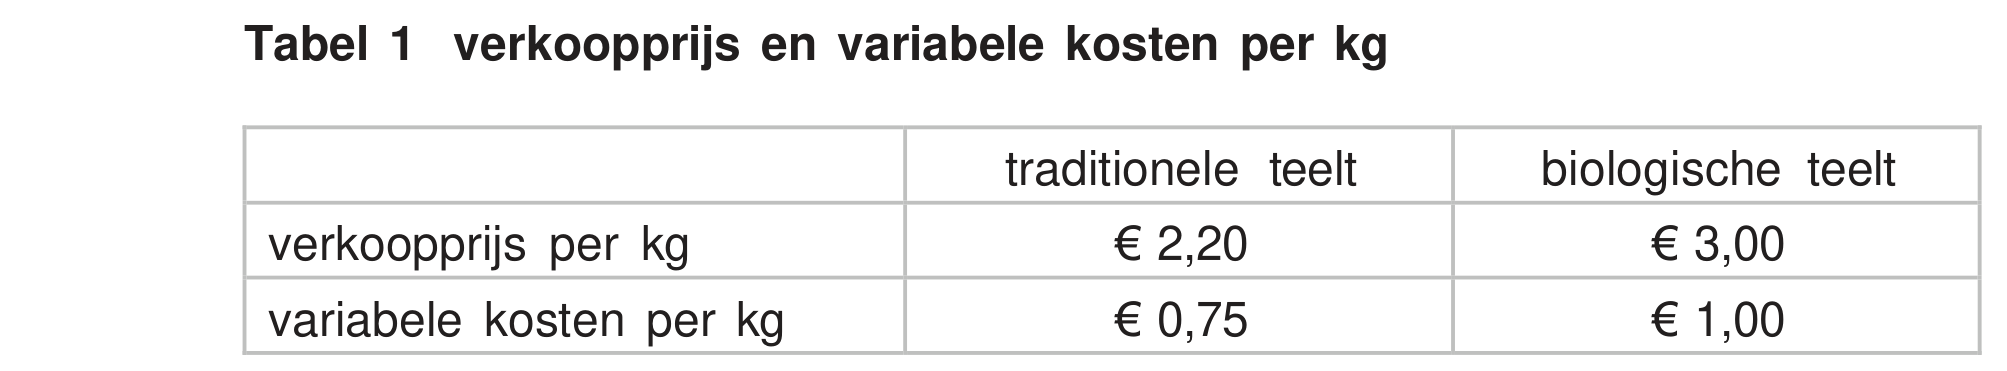 Tabel 1 verkoopprijs en variabele kosten per kg
traditionele teelt biologische teelt
verkoopprijs per kg € 2,20 € 3,00
variabele kosten per kg € 0,75 € 1,00